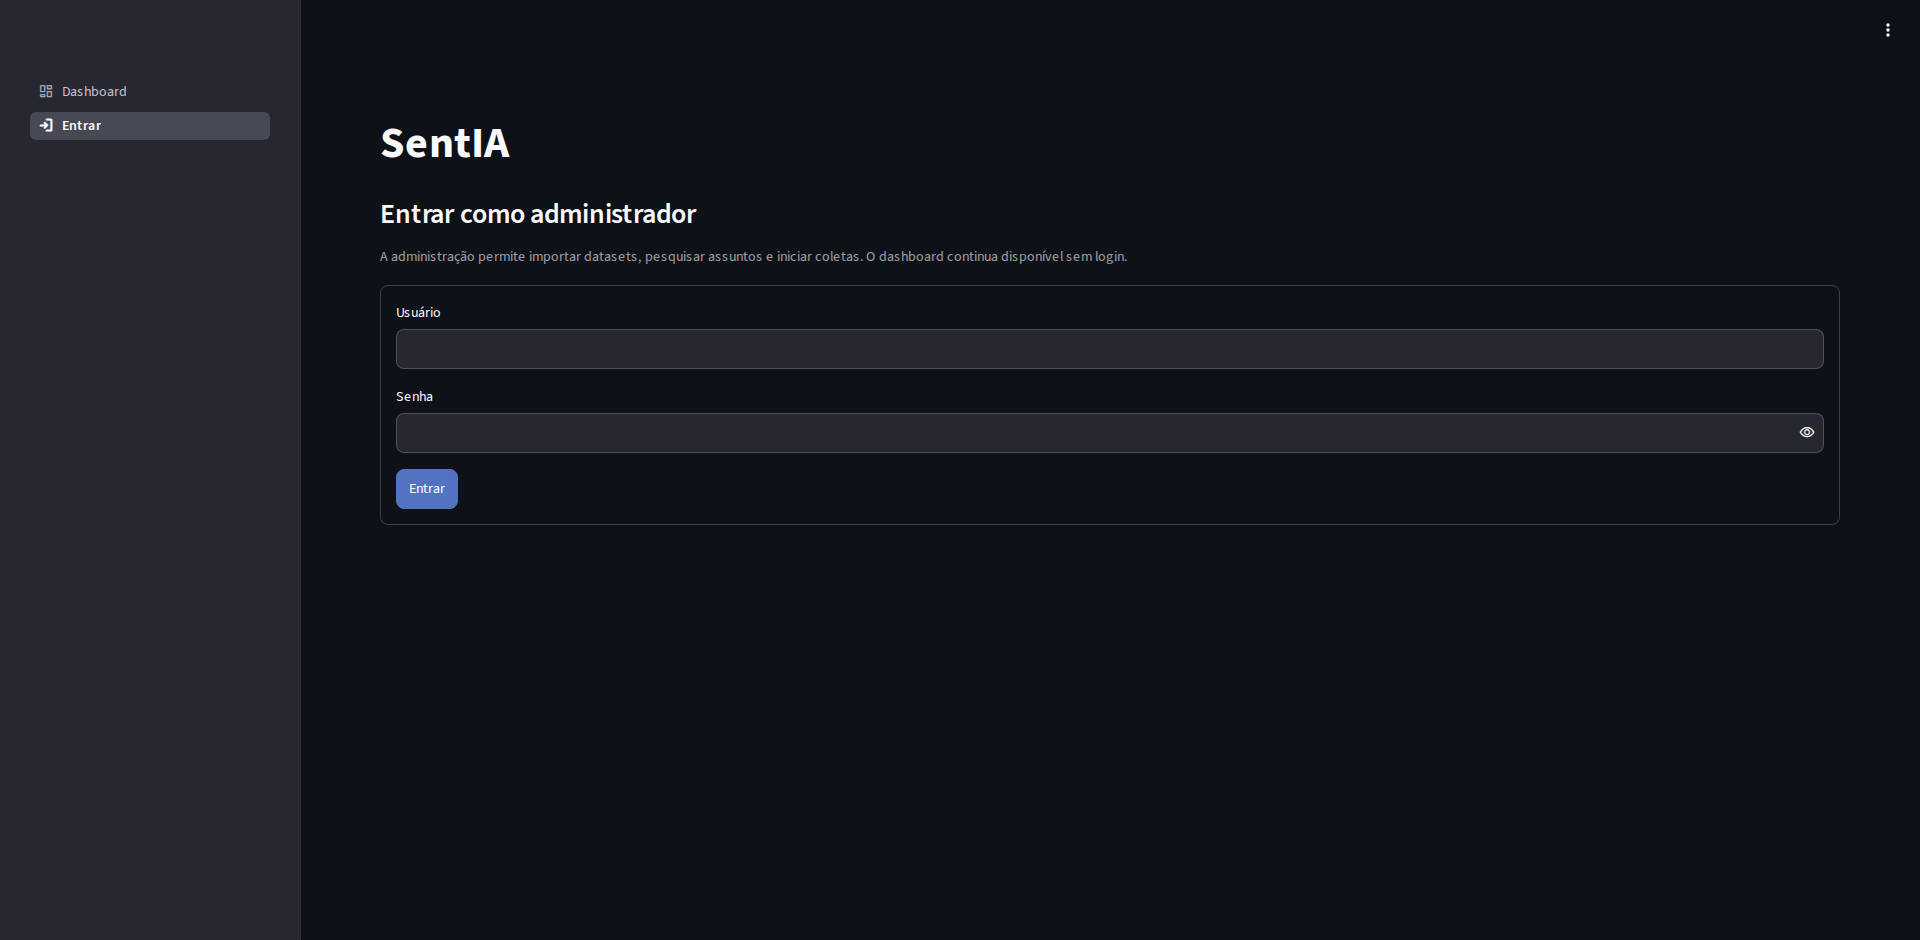 Dashboard
Entrar
SentIA
Entrar como administrador
A administração permite importar datasets, pesquisar assuntos e iniciar coletas. O dashboard continua disponível sem login.
Usuário
Senha
Entrar